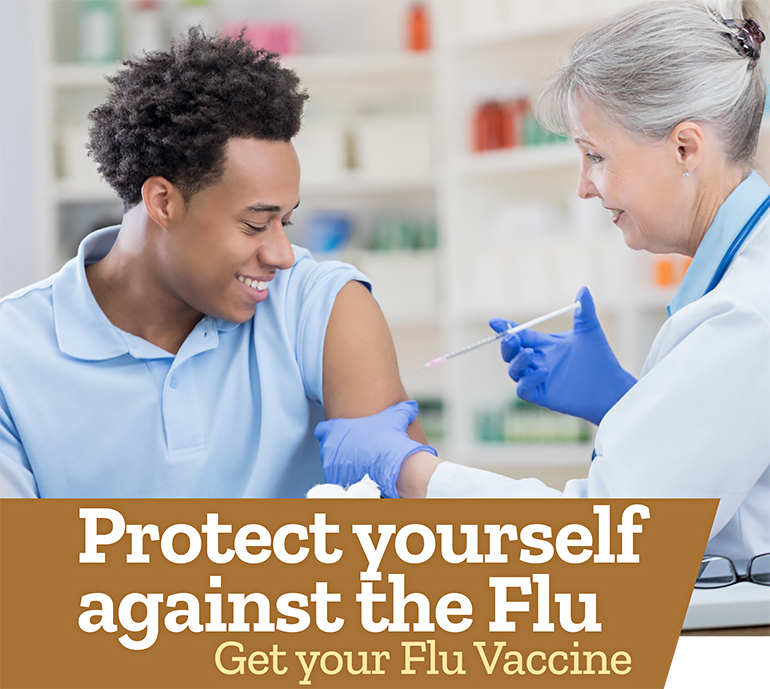 Protect yourself
against the Flu
Get your Flu Vaccine